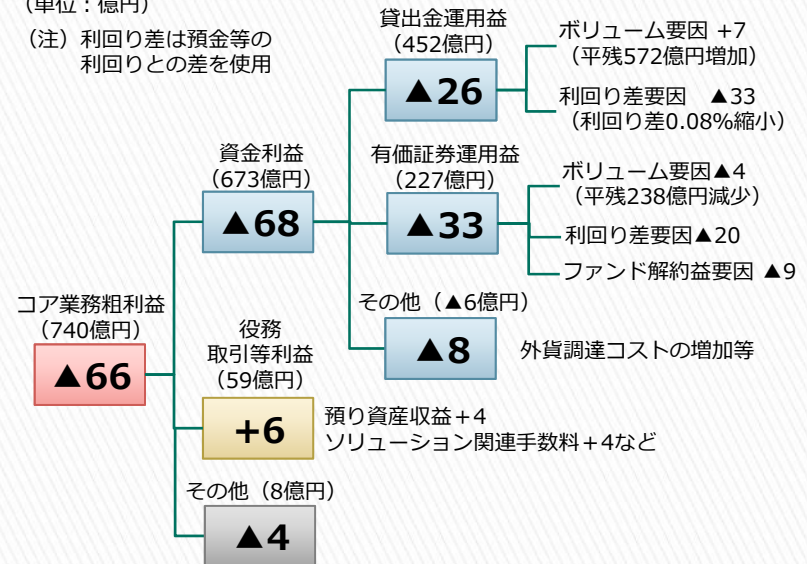 （単位：億円）
（注）利回り差は預金等の
利回りとの差を使用
貸出金運用益
（452億円）
▲26
ボリューム要因 +7
（平残572億円増加）
利回り差要因　▲33
（利回り差0.08%縮小）
資金利益
（673億円）
▲68
有価証券運用益
（227億円）
▲33
ボリューム要因▲4
（平残238億円減少）
利回り差要因▲20
ファンド解約益要因 ▲9
その他（▲6億円）
▲8
外貨調達コストの増加等
コア業務粗利益
（740億円）
▲66
役務
取引等利益
（59億円）
+6
預り資産収益＋4
ソリューション関連手数料＋4など
その他（8億円）
▲4